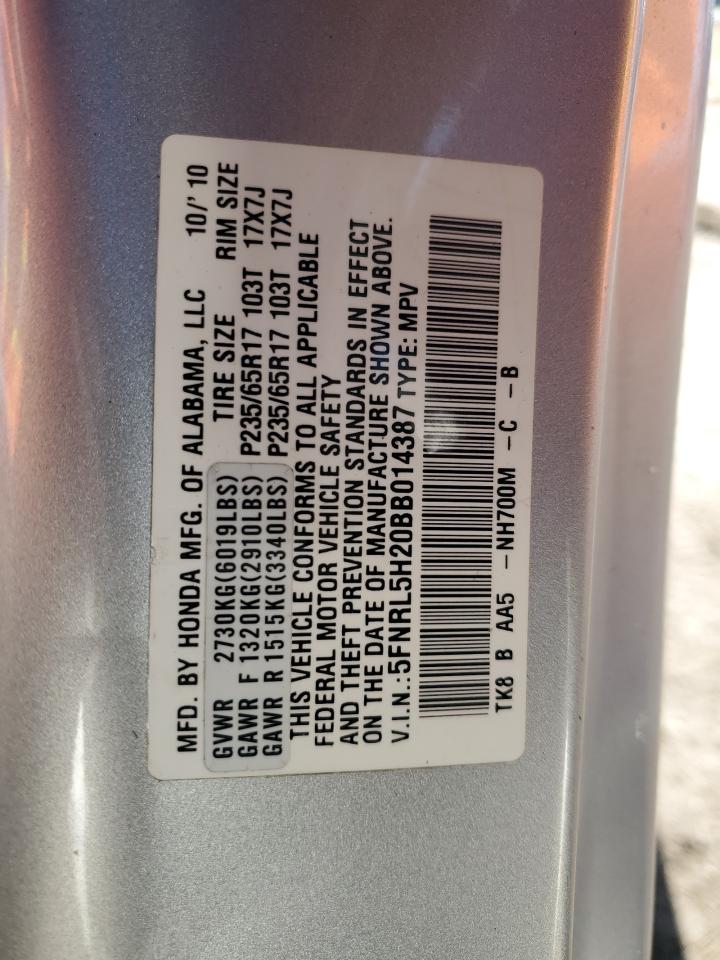 MFD. BY HONDA MFG. OF ALABAMA, LLC 10/' 10
GVWR 2730KG(6019LBS) TIRE SIZE RIM SIZE
GAWR F 1320KG(2910LBS) P235/65R17 103T 17X7J
GAWR R 1515KG(3340LBS) P235/65R17 103T 17X7J
THIS VEHICLE CONFORMS TO ALL APPLICABLE
FEDERAL MOTOR VEHICLE SAFETY
AND THEFT PREVENTION STANDARDS IN EFFECT
ON THE DATE OF MANUFACTURE SHOWN ABOVE.
V.I.N.:5FNRL5H20BB014387 TYPE: MPV
TK8 B AA5 -NH700M -C -B